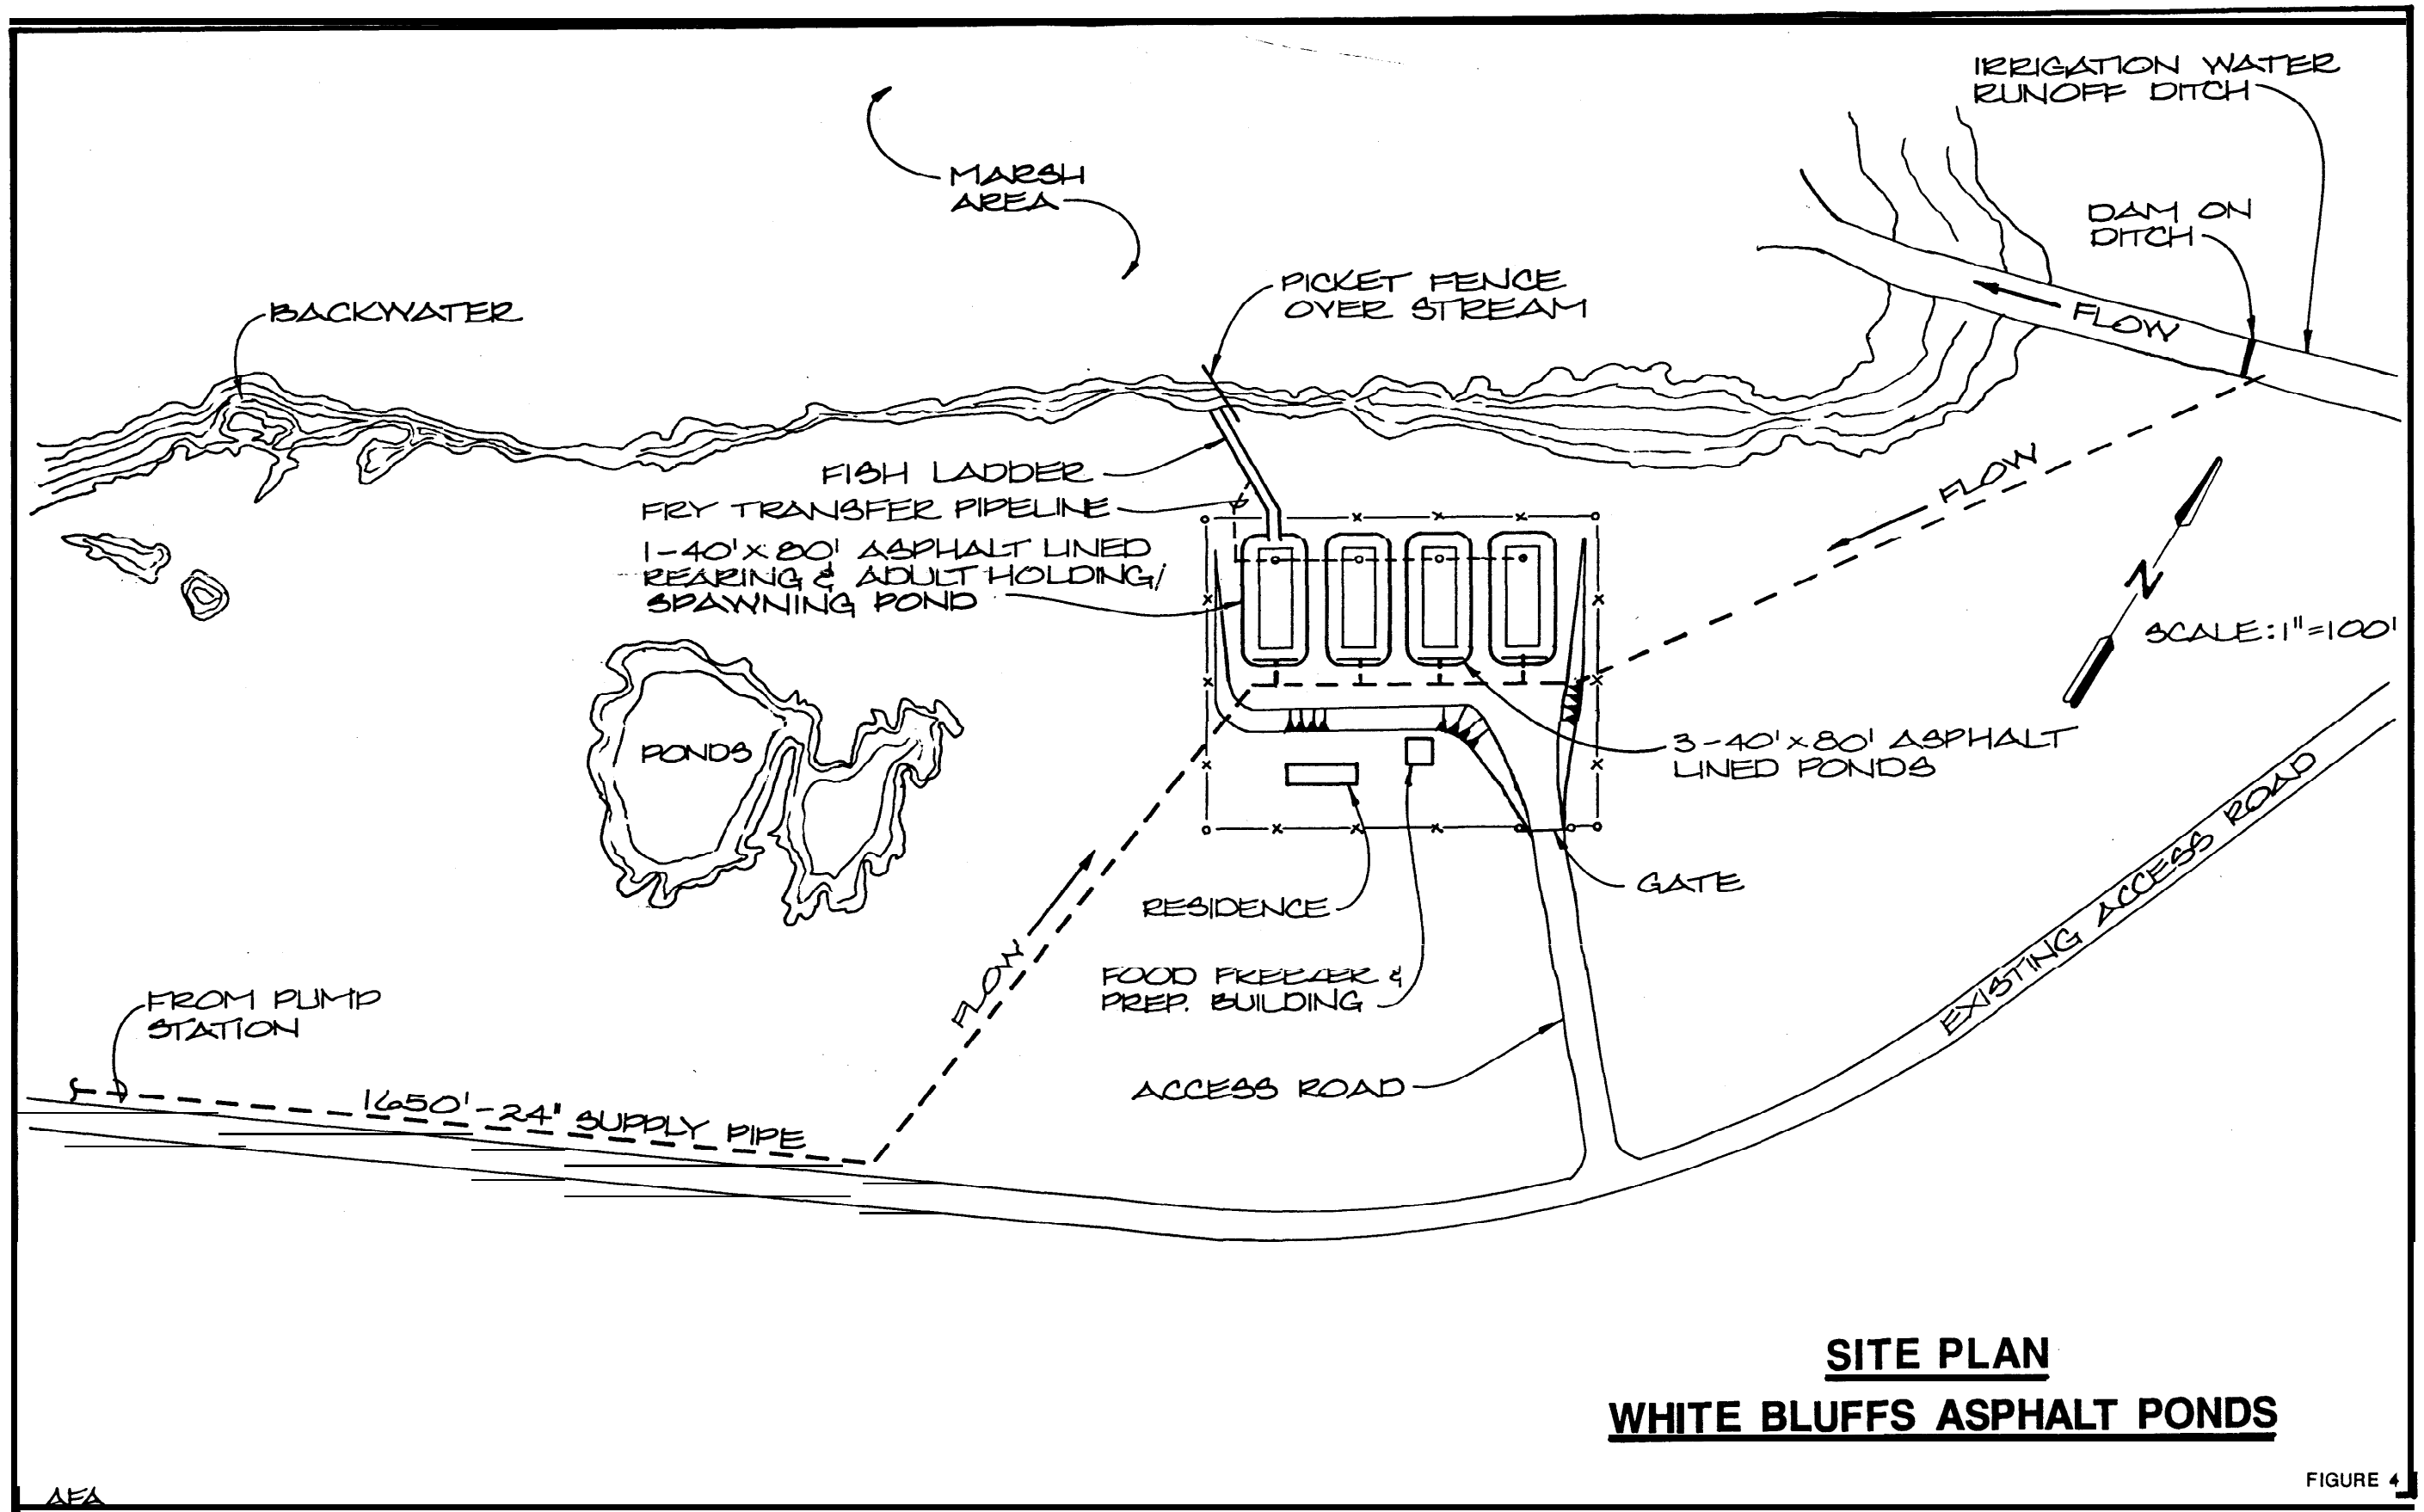 IRRIGATION WATER
RUNOFF DITCH
MARSH
AREA
DAM ON
DITCH
PICKET FENCE
OVER STREAM
BACKWATER
FLOW
FISH LADDER
FRY TRANSFER PIPELINE
1-40' x 80' ASPHALT LINED
REARING & ADULT HOLDING/
SPAWNING POND
FLOW
N
SCALE: 1"=100'
PONDS
3-40' x 80' ASPHALT
LINED PONDS
GATE
RESIDENCE
EXISTING ACCESS ROAD
FLOW
FOOD FREEZER &
PREP. BUILDING
FROM PUMP
STATION
ACCESS ROAD
1650'-24" SUPPLY PIPE
SITE PLAN
WHITE BLUFFS ASPHALT PONDS
FIGURE 4
AFA